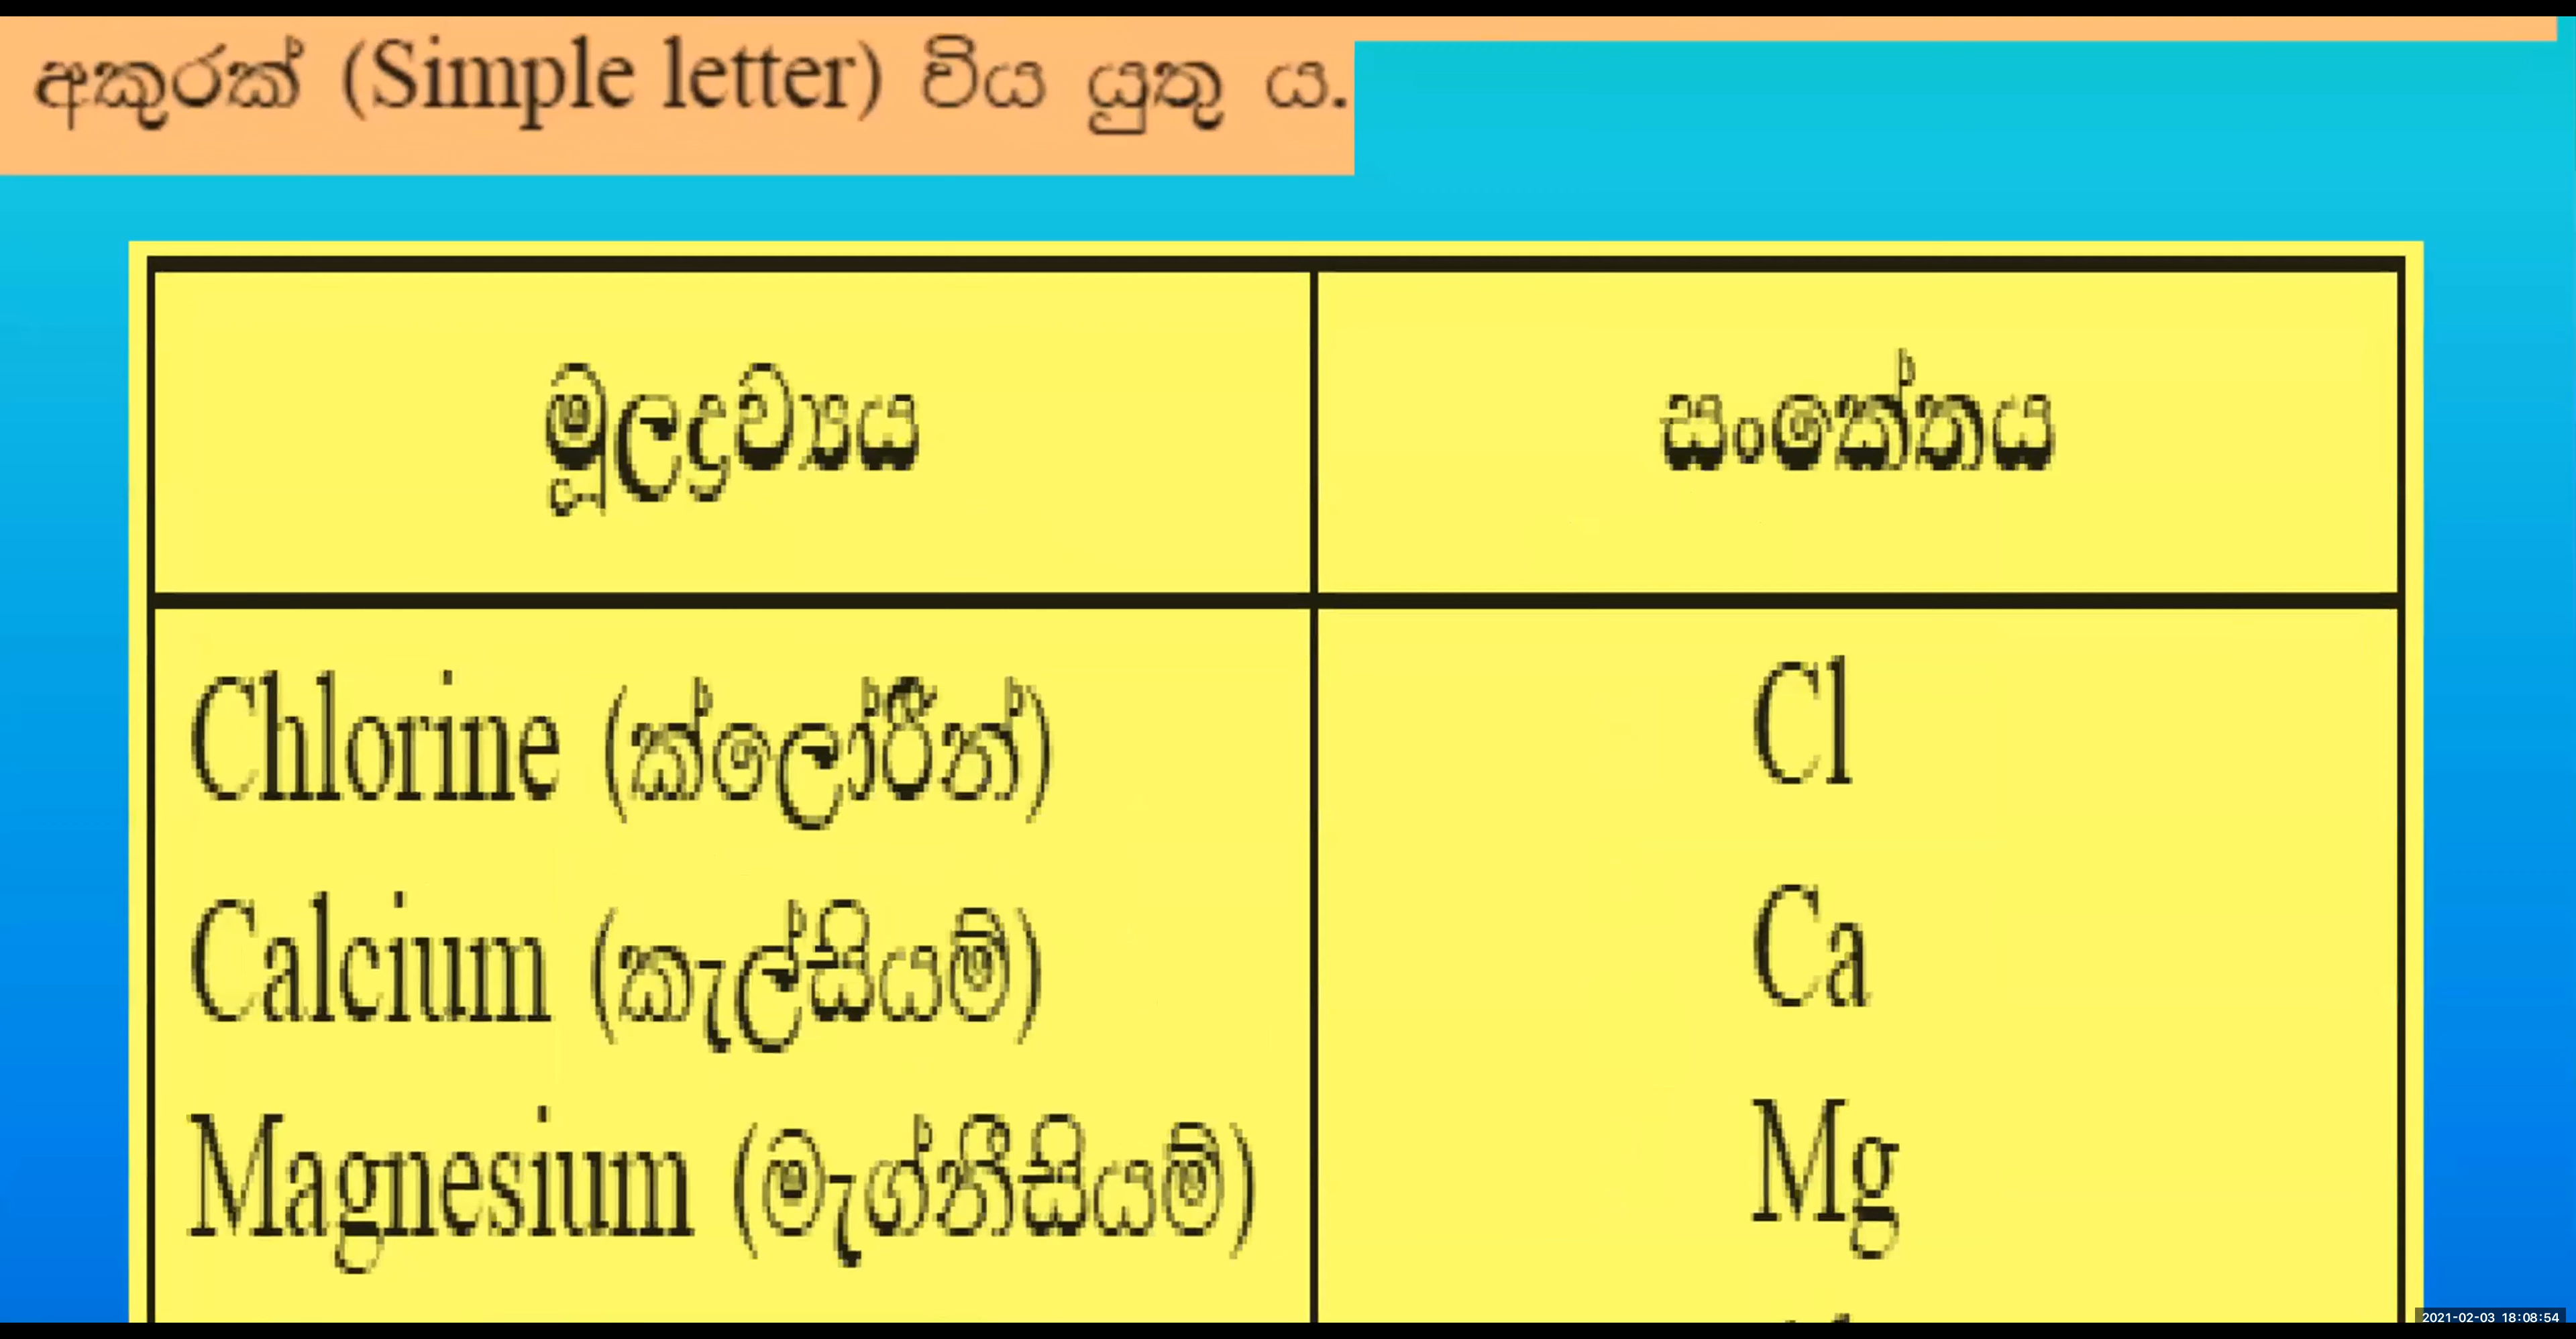 අකුරක් (Simple letter) විය යුතු ය.
මූලද්‍රව්‍යය සංකේතය
Chlorine (ක්ලෝරීන්) Cl
Calcium (කැල්සියම්) Ca
Magnesium (මැග්නීසියම්) Mg
2021-02-03 18:08:54